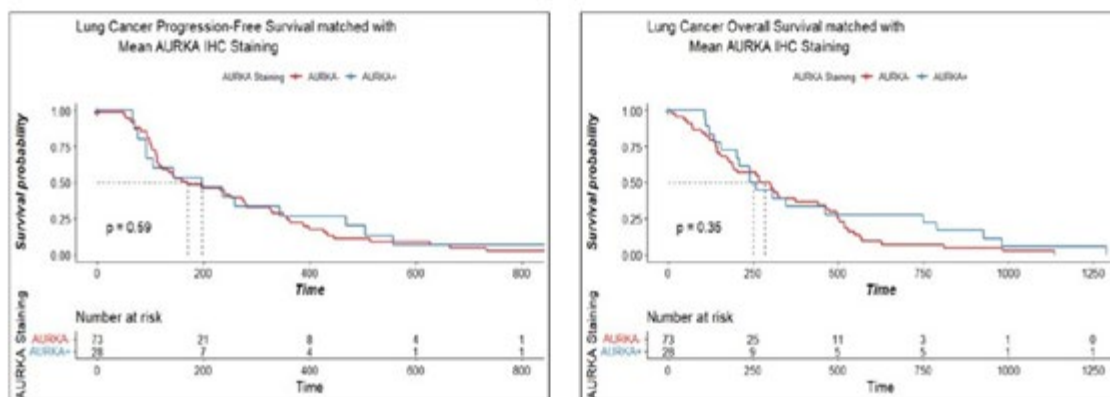 Lung Cancer Progression-Free Survival matched with
Mean AURKA IHC Staining
AURKA Staining AURKA- AURKA+
Survival probability
1.00
0.75
0.50
0.25
0.00
p = 0.59
0 200 400 600 800
Time
AURKA Staining
Number at risk
AURKA- 73 21 8 4 1
AURKA+ 28 7 4 1 1
0 200 400 600 800
Time
Lung Cancer Overall Survival matched with
Mean AURKA IHC Staining
AURKA Staining AURKA- AURKA+
Survival probability
1.00
0.75
0.50
0.25
0.00
p = 0.35
0 250 500 750 1000 1250
Time
AURKA Staining
Number at risk
AURKA- 73 25 11 3 1 0
AURKA+ 28 9 5 5 1 1
0 250 500 750 1000 1250
Time